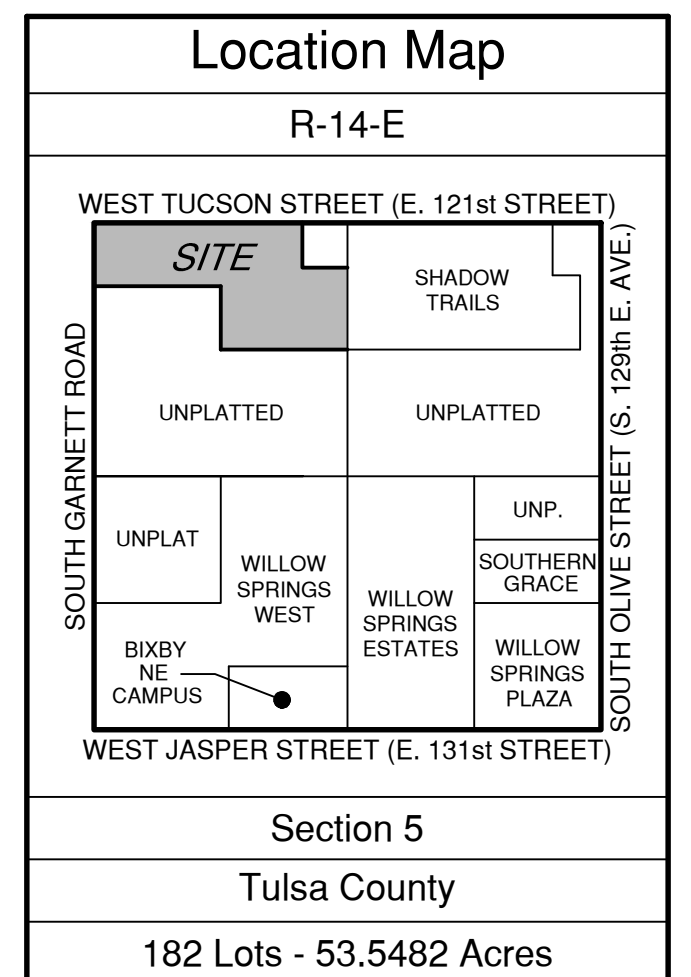 Location Map
R-14-E
WEST TUCSON STREET (E. 121st STREET)
SITE
SHADOW
TRAILS
SOUTH GARNETT ROAD
SOUTH OLIVE STREET (S. 129th E. AVE.)
UNPLATTED
UNPLATTED
UNPLAT
WILLOW
SPRINGS
WEST
WILLOW
SPRINGS
ESTATES
UNP.
SOUTHERN
GRACE
BIXBY
NE
CAMPUS
WILLOW
SPRINGS
PLAZA
WEST JASPER STREET (E. 131st STREET)
Section 5
Tulsa County
182 Lots - 53.5482 Acres